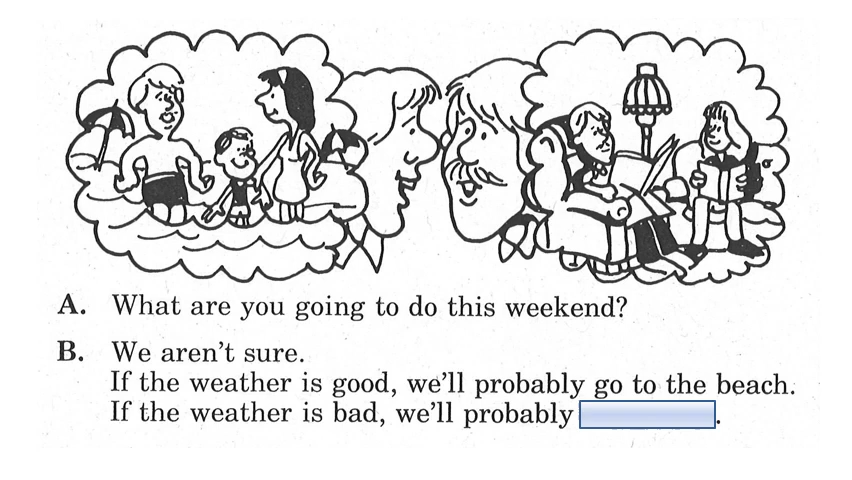 A. What are you going to do this weekend?
B. We aren't sure.
If the weather is good, we'll probably go to the beach.
If the weather is bad, we'll probably .